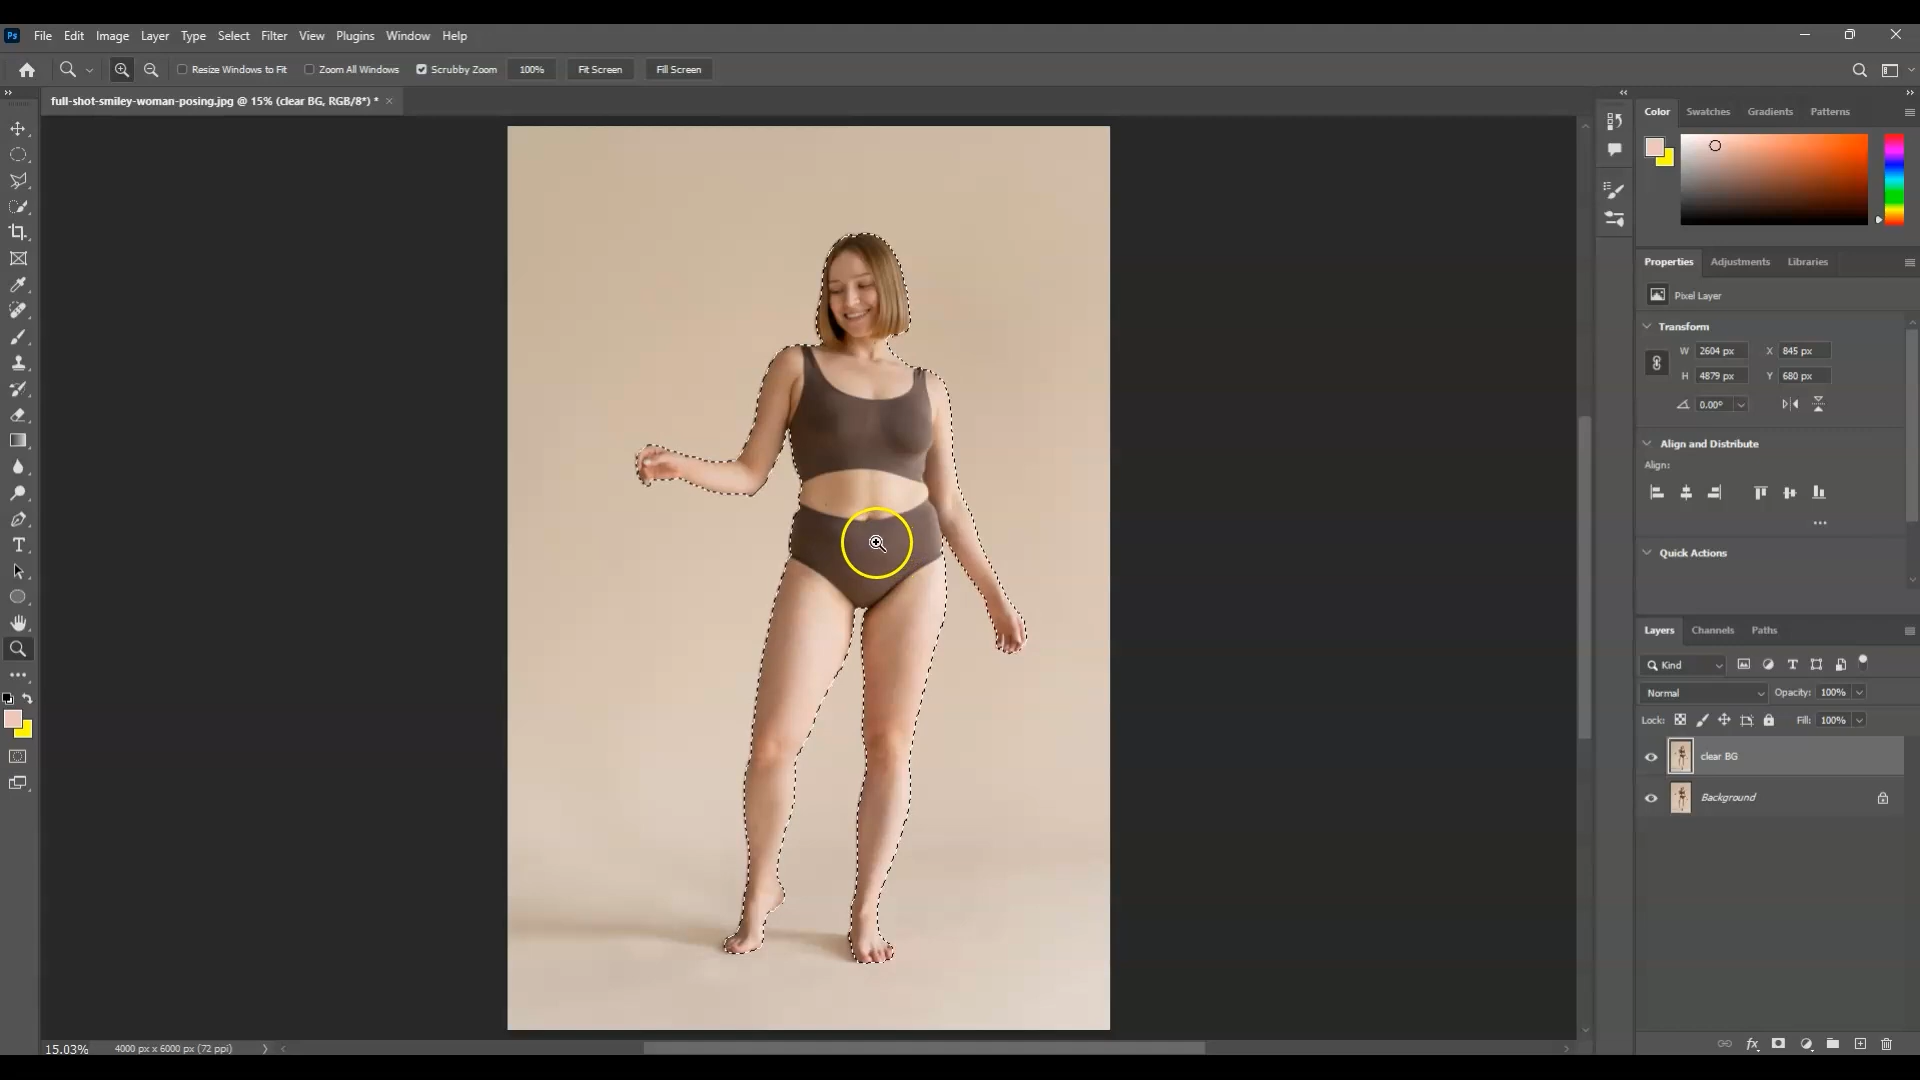 Ps File Edit Image Layer Type Select Filter View Plugins Window Help
Resize Windows to Fit Zoom All Windows Scrubby Zoom 100% Fit Screen Fill Screen
full-shot-smiley-woman-posing.jpg @ 15% (clear BG, RGB/8*) *
Color Swatches Gradients Patterns
Properties Adjustments Libraries
Pixel Layer
Transform
W 2604 px X 845 px
H 4879 px Y 680 px
0.00°
Align and Distribute
Align:
Quick Actions
Layers Channels Paths
Kind
Normal Opacity: 100%
Lock: Fill: 100%
clear BG
Background
15.03% 4000 px x 6000 px (72 ppi)